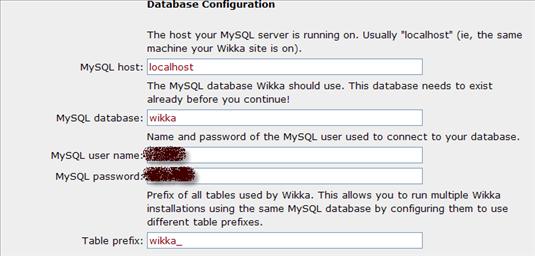 Database Configuration
The host your MySQL server is running on. Usually "localhost" (ie, the same
machine your Wikka site is on).
MySQL host: localhost
The MySQL database Wikka should use. This database needs to exist
already before you continue!
MySQL database: wikka
Name and password of the MySQL user used to connect to your database.
MySQL user name:
MySQL password:
Prefix of all tables used by Wikka. This allows you to run multiple Wikka
installations using the same MySQL database by configuring them to use
different table prefixes.
Table prefix: wikka_